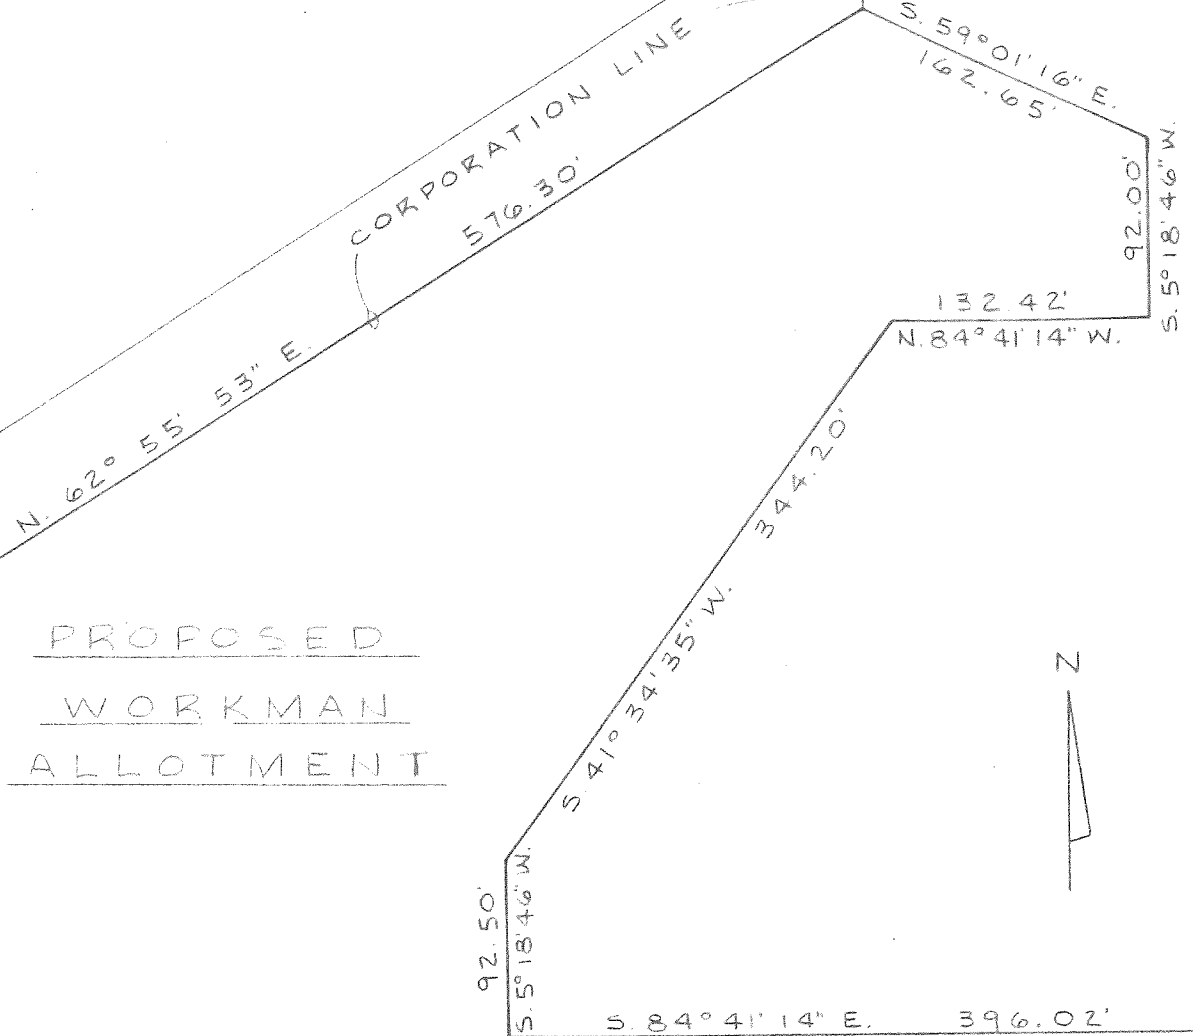 S. 59° 01' 16" E.
162.65'
CORPORATION LINE
576.30'
92.00'
S. 5° 18' 46" W.
132.42'
N. 84° 41' 14" W.
N. 62° 55' 53" E.
344.20'
S. 41° 34' 35" W.
PROPOSED
WORKMAN
ALLOTMENT
N
92.50'
S. 5° 18' 46" W.
S. 84° 41' 14" E. 396.02'